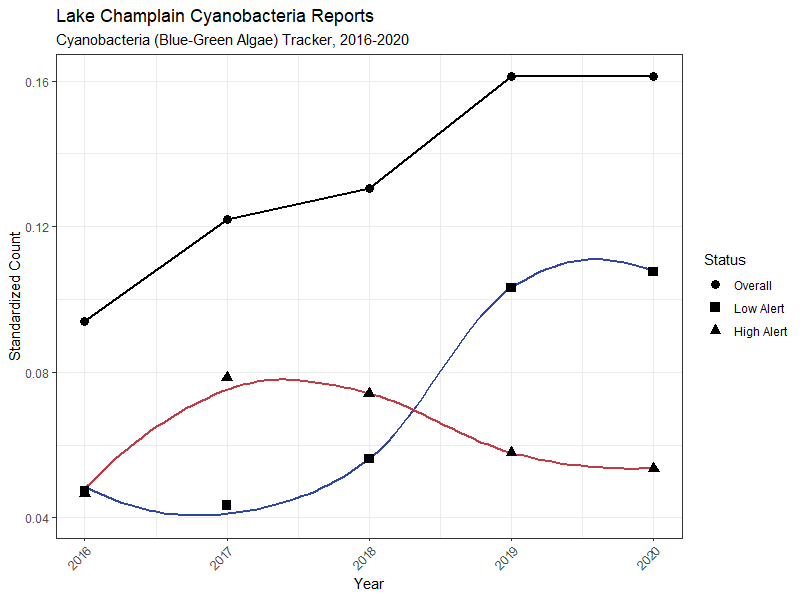 Lake Champlain Cyanobacteria Reports
Cyanobacteria (Blue-Green Algae) Tracker, 2016-2020
0.16
0.12
0.08
0.04
Standardized Count
2016
2017
2018
2019
2020
Year
Status
Overall
Low Alert
High Alert